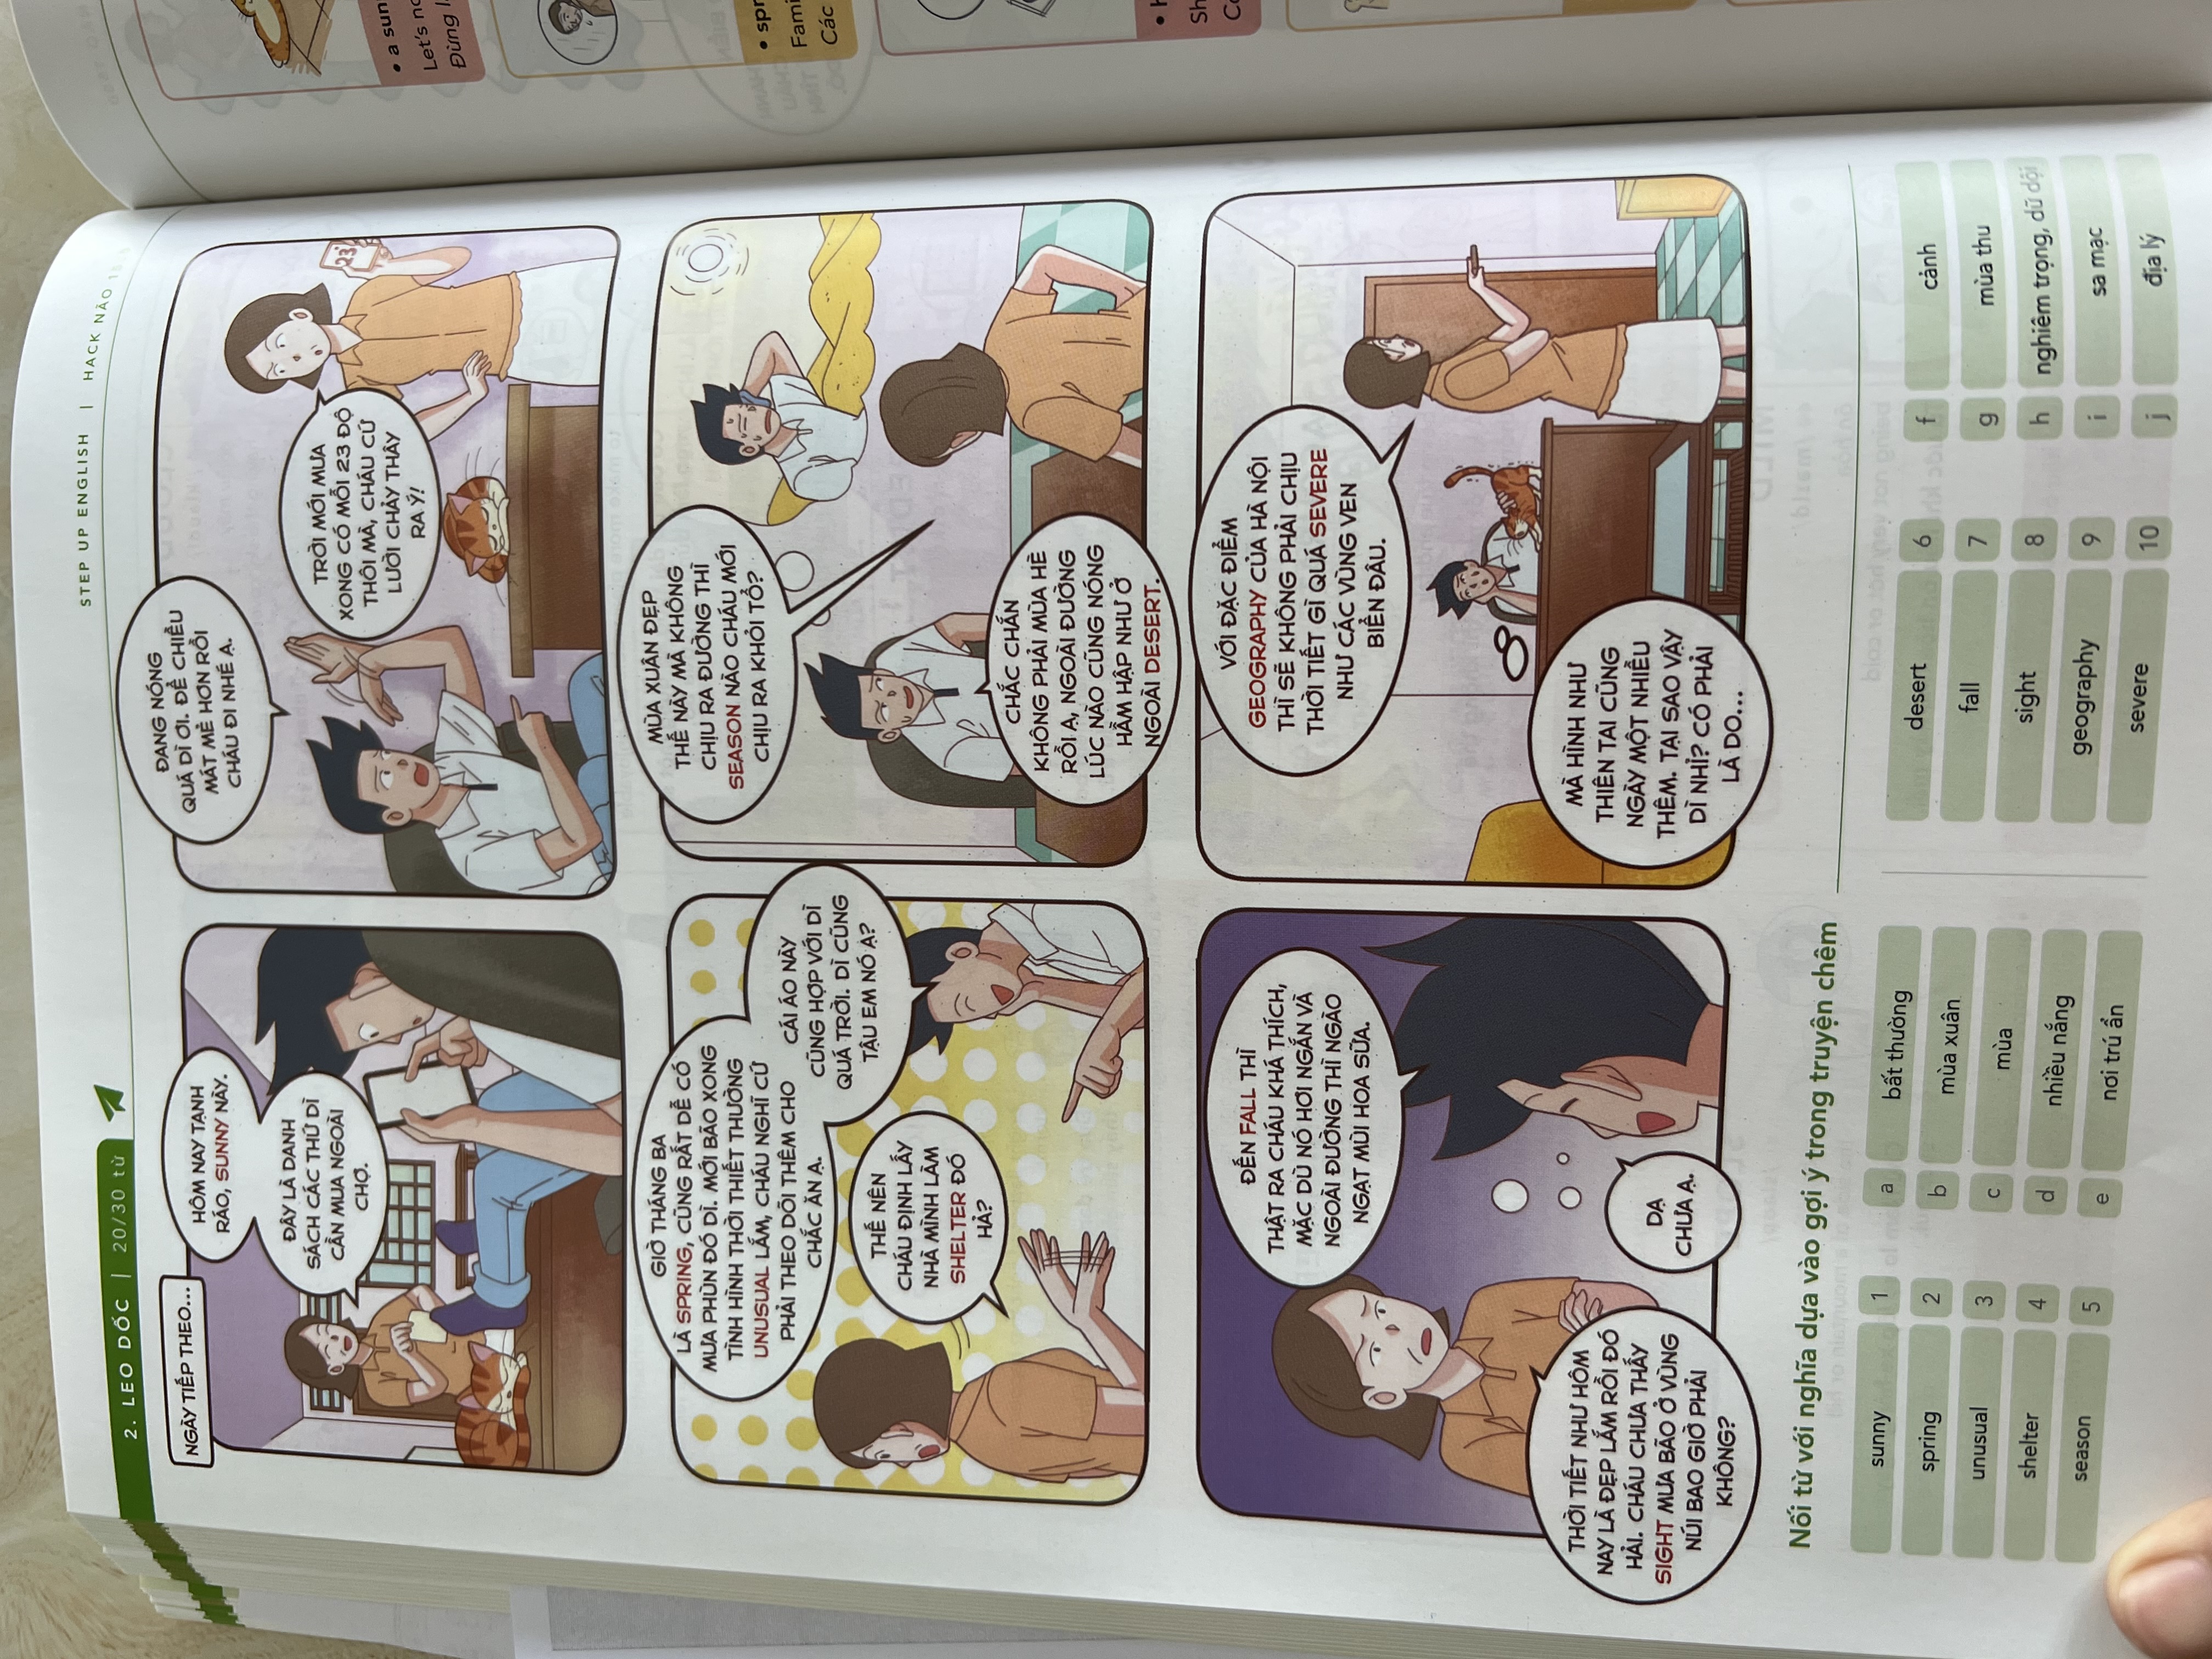 2. LEO DỐC | 20/30 từ
STEP UP ENGLISH | HACK NÃO
NGÀY TIẾP THEO...
HÔM NAY TẠNH
RÁO, SUNNY NÀY.
ĐÂY LÀ DANH
SÁCH CÁC THỨ DÌ
CẦN MUA NGOÀI
CHỢ.
ĐANG NÓNG
QUÁ DÌ ƠI. ĐỂ CHIỀU
MÁT MẺ HƠN RỒI
CHÁU ĐI NHÉ Ạ.
TRỜI MỚI MƯA
XONG CÓ MỖI 23 ĐỘ
THÔI MÀ, CHÁU CỨ
LƯỜI CHẢY THÂY
RA Ý!
23
GIỜ THÁNG BA
LÀ SPRING, CŨNG RẤT DỄ CÓ
MƯA PHÙN ĐÓ DÌ. MỚI BÃO XONG
TÌNH HÌNH THỜI THIẾT THƯỜNG
UNUSUAL LẮM, CHÁU NGHĨ CỨ
PHẢI THEO DÕI THÊM CHO
CHẮC ĂN Ạ.
CÁI ÁO NÀY
CŨNG HỢP VỚI DÌ
QUÁ TRỜI. DÌ CŨNG
TẬU EM NÓ Ạ?
THẾ NÊN
CHÁU ĐỊNH LẤY
NHÀ MÌNH LÀM
SHELTER ĐÓ
HẢ?
MÙA XUÂN ĐẸP
THẾ NÀY MÀ KHÔNG
CHỊU RA ĐƯỜNG THÌ
SEASON NÀO CHÁU MỚI
CHỊU RA KHỎI TỔ?
CHẮC CHẮN
KHÔNG PHẢI MÙA HÈ
RỒI Ạ, NGOÀI ĐƯỜNG
LÚC NÀO CŨNG NÓNG
HẦM HẬP NHƯ Ở
NGOÀI DESERT.
ĐẾN FALL THÌ
THẬT RA CHÁU KHÁ THÍCH,
MẶC DÙ NÓ HƠI NGẮN VÀ
NGOÀI ĐƯỜNG THÌ NGÀO
NGẠT MÙI HOA SỮA.
THỜI TIẾT NHƯ HÔM
NAY LÀ ĐẸP LẮM RỒI ĐÓ
HẢI. CHÁU CHƯA THẤY
SIGHT MƯA BÃO Ở VÙNG
NÚI BAO GIỜ PHẢI
KHÔNG?
DẠ
CHƯA Ạ.
VỚI ĐẶC ĐIỂM
GEOGRAPHY CỦA HÀ NỘI
THÌ SẼ KHÔNG PHẢI CHỊU
THỜI TIẾT GÌ QUÁ SEVERE
NHƯ CÁC VÙNG VEN
BIỂN ĐÂU.
MÀ HÌNH NHƯ
THIÊN TAI CŨNG
NGÀY MỘT NHIỀU
THÊM. TẠI SAO VẬY
DÌ NHỈ? CÓ PHẢI
LÀ DO...
Nối từ với nghĩa dựa vào gợi ý trong truyện chêm
sunny 1 a bất thường
spring 2 b mùa xuân
unusual 3 c mùa
shelter 4 d nhiều nắng
season 5 e nơi trú ẩn
desert 6 f cảnh
fall 7 g mùa thu
sight 8 h nghiêm trọng, dữ dội
geography 9 i sa mạc
severe 10 j địa lý
• a
Let's
Đừng
Các